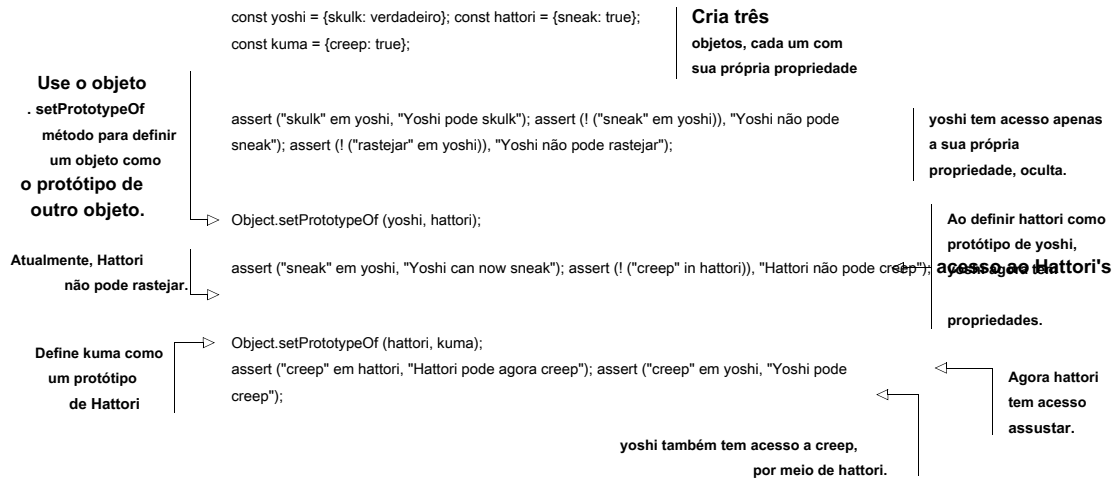 const yoshi = {skulk: verdadeiro}; const hattori = {sneak: true};
const kuma = {creep: true};
Cria três
objetos, cada um com
sua própria propriedade
Use o objeto
. setPrototypeOf
método para definir
um objeto como
o protótipo de
outro objeto.
assert ("skulk" em yoshi, "Yoshi pode skulk"); assert (! ("sneak" em yoshi)), "Yoshi não pode
sneak"); assert (! ("rastejar" em yoshi)), "Yoshi não pode rastejar");
yoshi tem acesso apenas
a sua própria
propriedade, oculta.
Object.setPrototypeOf (yoshi, hattori);
Ao definir hattori como
protótipo de yoshi,
yoshi agora tem
acesso ao Hattori's
propriedades.
Atualmente, Hattori
não pode rastejar.
assert ("sneak" em yoshi, "Yoshi can now sneak"); assert (! ("creep" in hattori)), "Hattori não pode creep");
Define kuma como
um protótipo
de Hattori
Object.setPrototypeOf (hattori, kuma);
assert ("creep" em hattori, "Hattori pode agora creep"); assert ("creep" em yoshi, "Yoshi pode
creep");
Agora hattori
tem acesso
assustar.
yoshi também tem acesso a creep,
por meio de hattori.